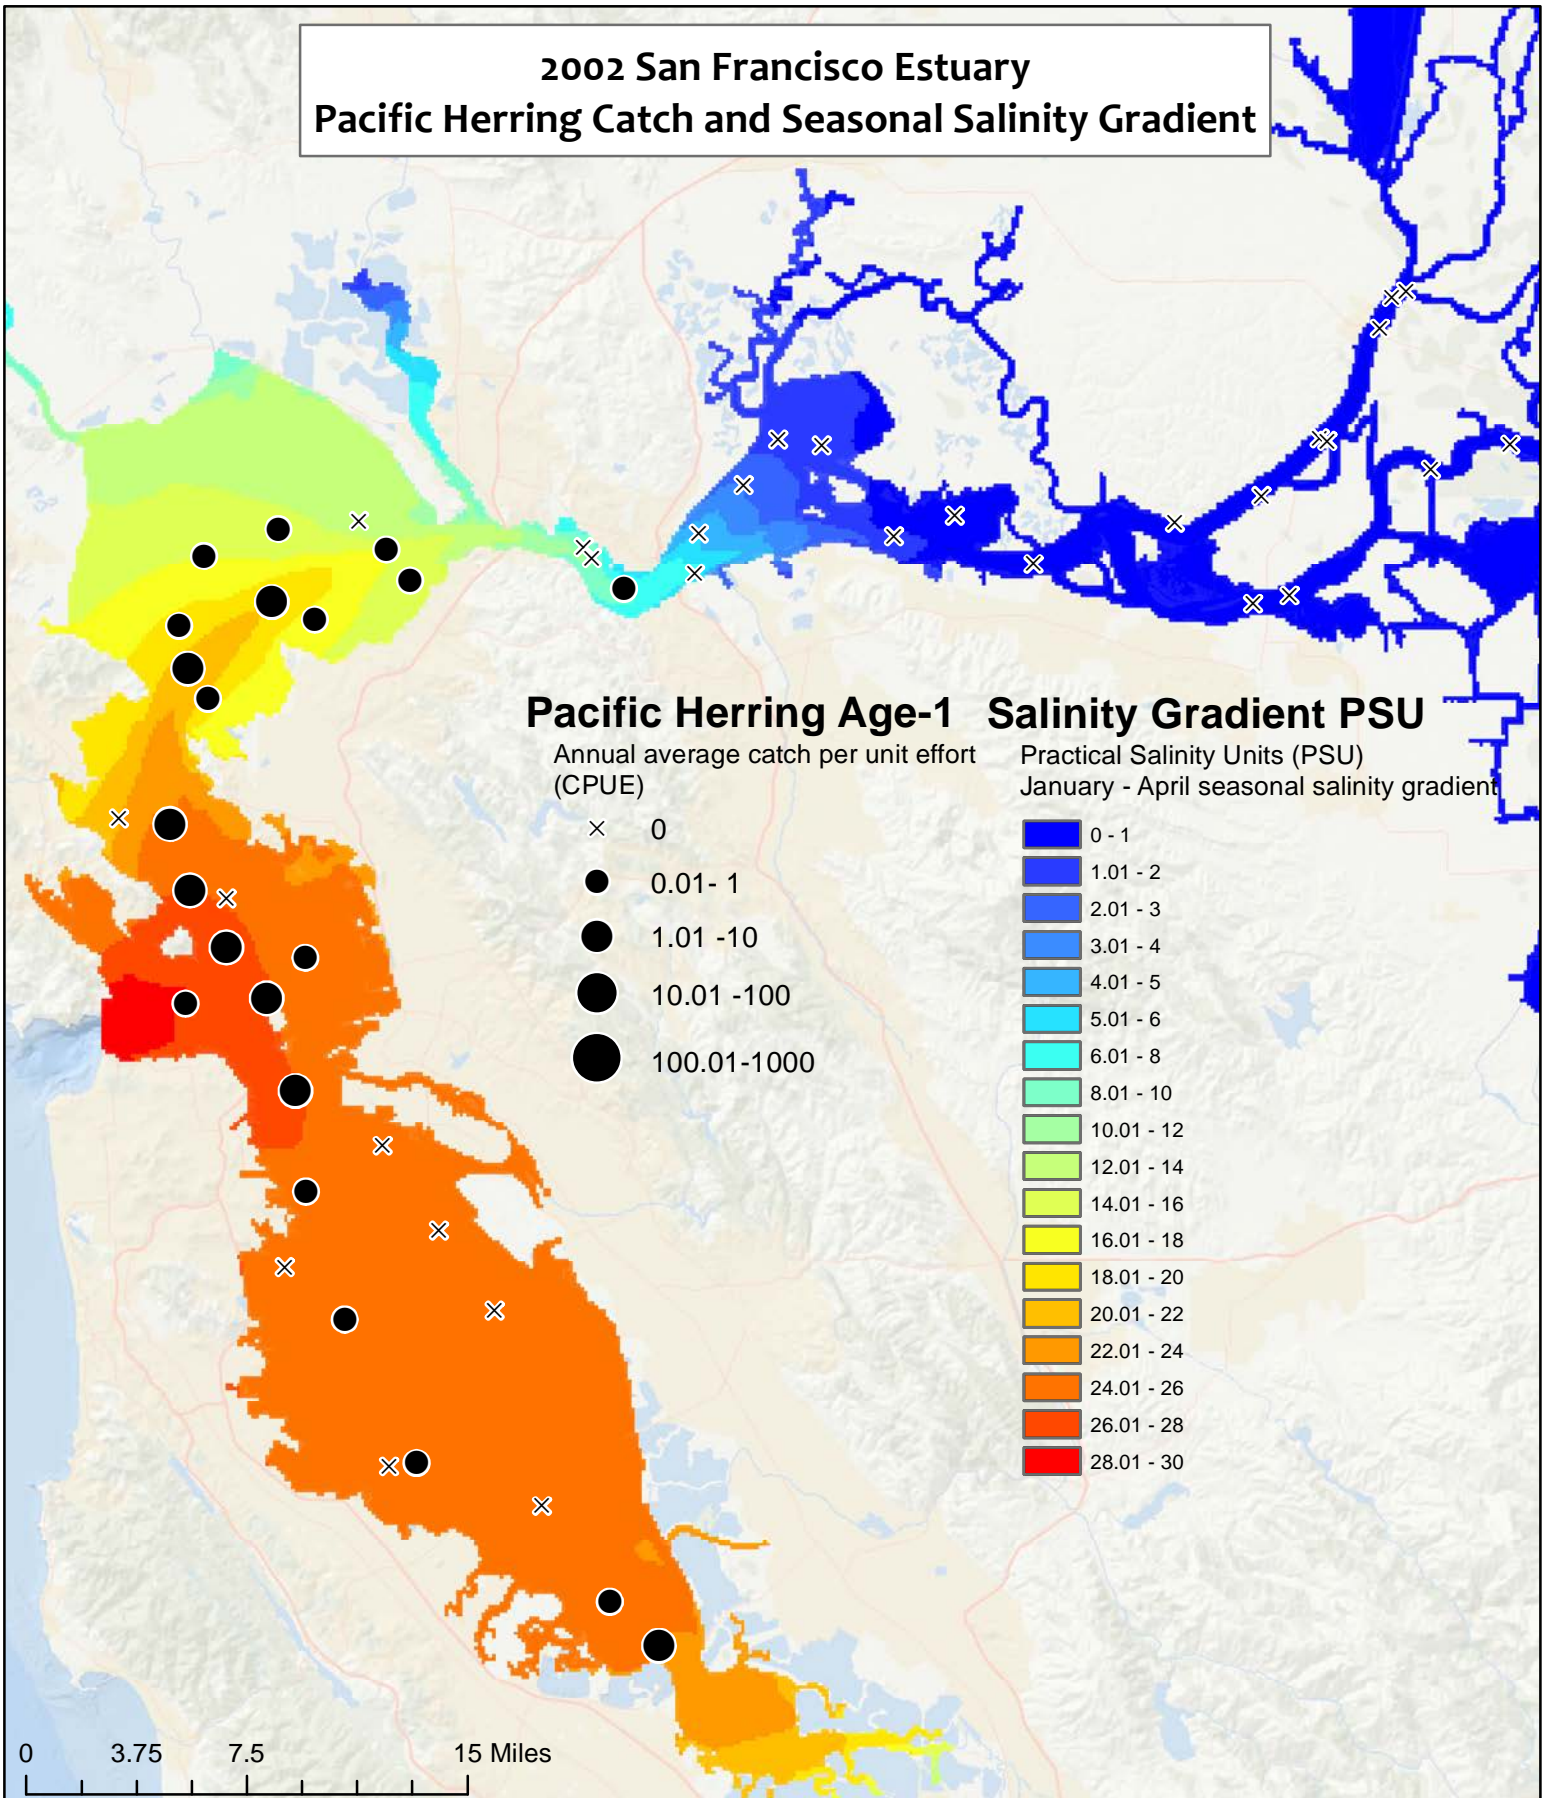 2002 San Francisco Estuary
Pacific Herring Catch and Seasonal Salinity Gradient
Pacific Herring Age-1
Annual average catch per unit effort
(CPUE)
0
0.01- 1
1.01 -10
10.01 -100
100.01-1000
Salinity Gradient PSU
Practical Salinity Units (PSU)
January - April seasonal salinity gradient
0 - 1
1.01 - 2
2.01 - 3
3.01 - 4
4.01 - 5
5.01 - 6
6.01 - 8
8.01 - 10
10.01 - 12
12.01 - 14
14.01 - 16
16.01 - 18
18.01 - 20
20.01 - 22
22.01 - 24
24.01 - 26
26.01 - 28
28.01 - 30
0 3.75 7.5 15 Miles